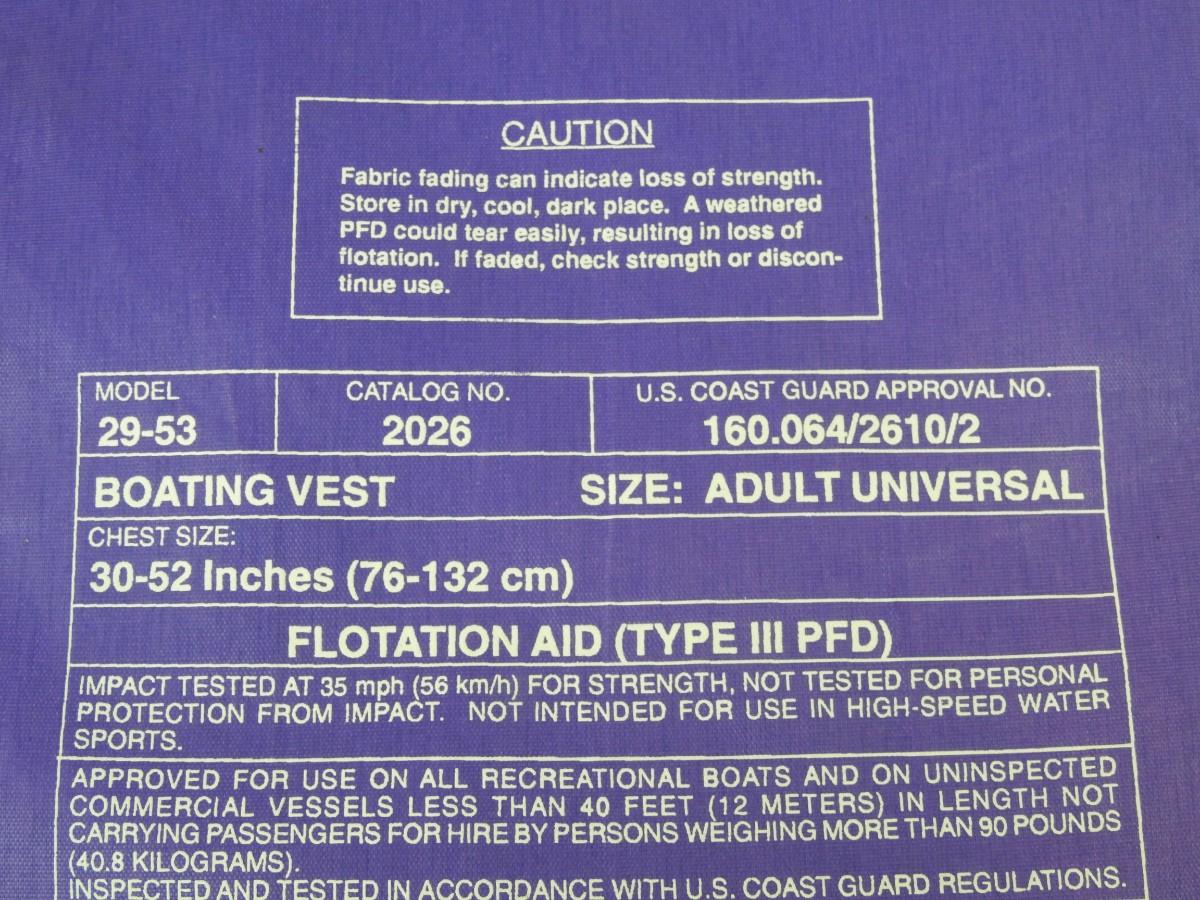 CAUTION
Fabric fading can indicate loss of strength.
Store in dry, cool, dark place. A weathered
PFD could tear easily, resulting in loss of
flotation. If faded, check strength or discon-
tinue use.
MODEL CATALOG NO. U.S. COAST GUARD APPROVAL NO.
29-53 2026 160.064/2610/2
BOATING VEST SIZE: ADULT UNIVERSAL
CHEST SIZE:
30-52 Inches (76-132 cm)
FLOTATION AID (TYPE III PFD)
IMPACT TESTED AT 35 mph (56 km/h) FOR STRENGTH, NOT TESTED FOR PERSONAL
PROTECTION FROM IMPACT. NOT INTENDED FOR USE IN HIGH-SPEED WATER
SPORTS.
APPROVED FOR USE ON ALL RECREATIONAL BOATS AND ON UNINSPECTED
COMMERCIAL VESSELS LESS THAN 40 FEET (12 METERS) IN LENGTH NOT
CARRYING PASSENGERS FOR HIRE BY PERSONS WEIGHING MORE THAN 90 POUNDS
(40.8 KILOGRAMS).
INSPECTED AND TESTED IN ACCORDANCE WITH U.S. COAST GUARD REGULATIONS.